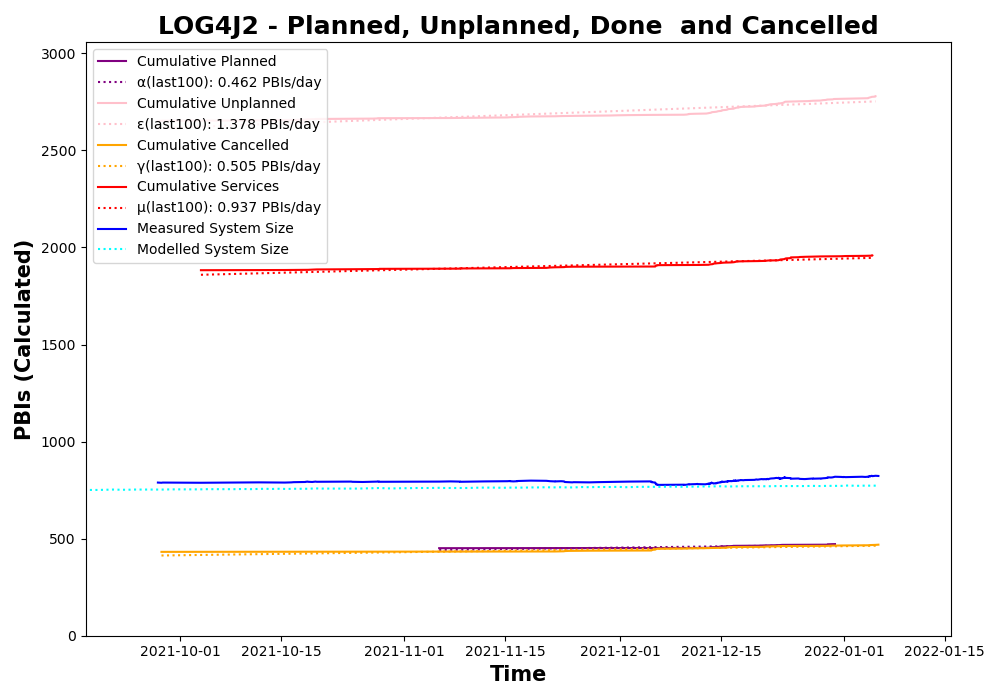 LOG4J2 - Planned, Unplanned, Done  and Cancelled
3000
2500
2000
1500
1000
500
0
PBIs (Calculated)
Cumulative Planned
α(last100): 0.462 PBIs/day
Cumulative Unplanned
ε(last100): 1.378 PBIs/day
Cumulative Cancelled
γ(last100): 0.505 PBIs/day
Cumulative Services
μ(last100): 0.937 PBIs/day
Measured System Size
Modelled System Size
2021-10-01 2021-10-15 2021-11-01 2021-11-15 2021-12-01 2021-12-15 2022-01-01 2022-01-15
Time